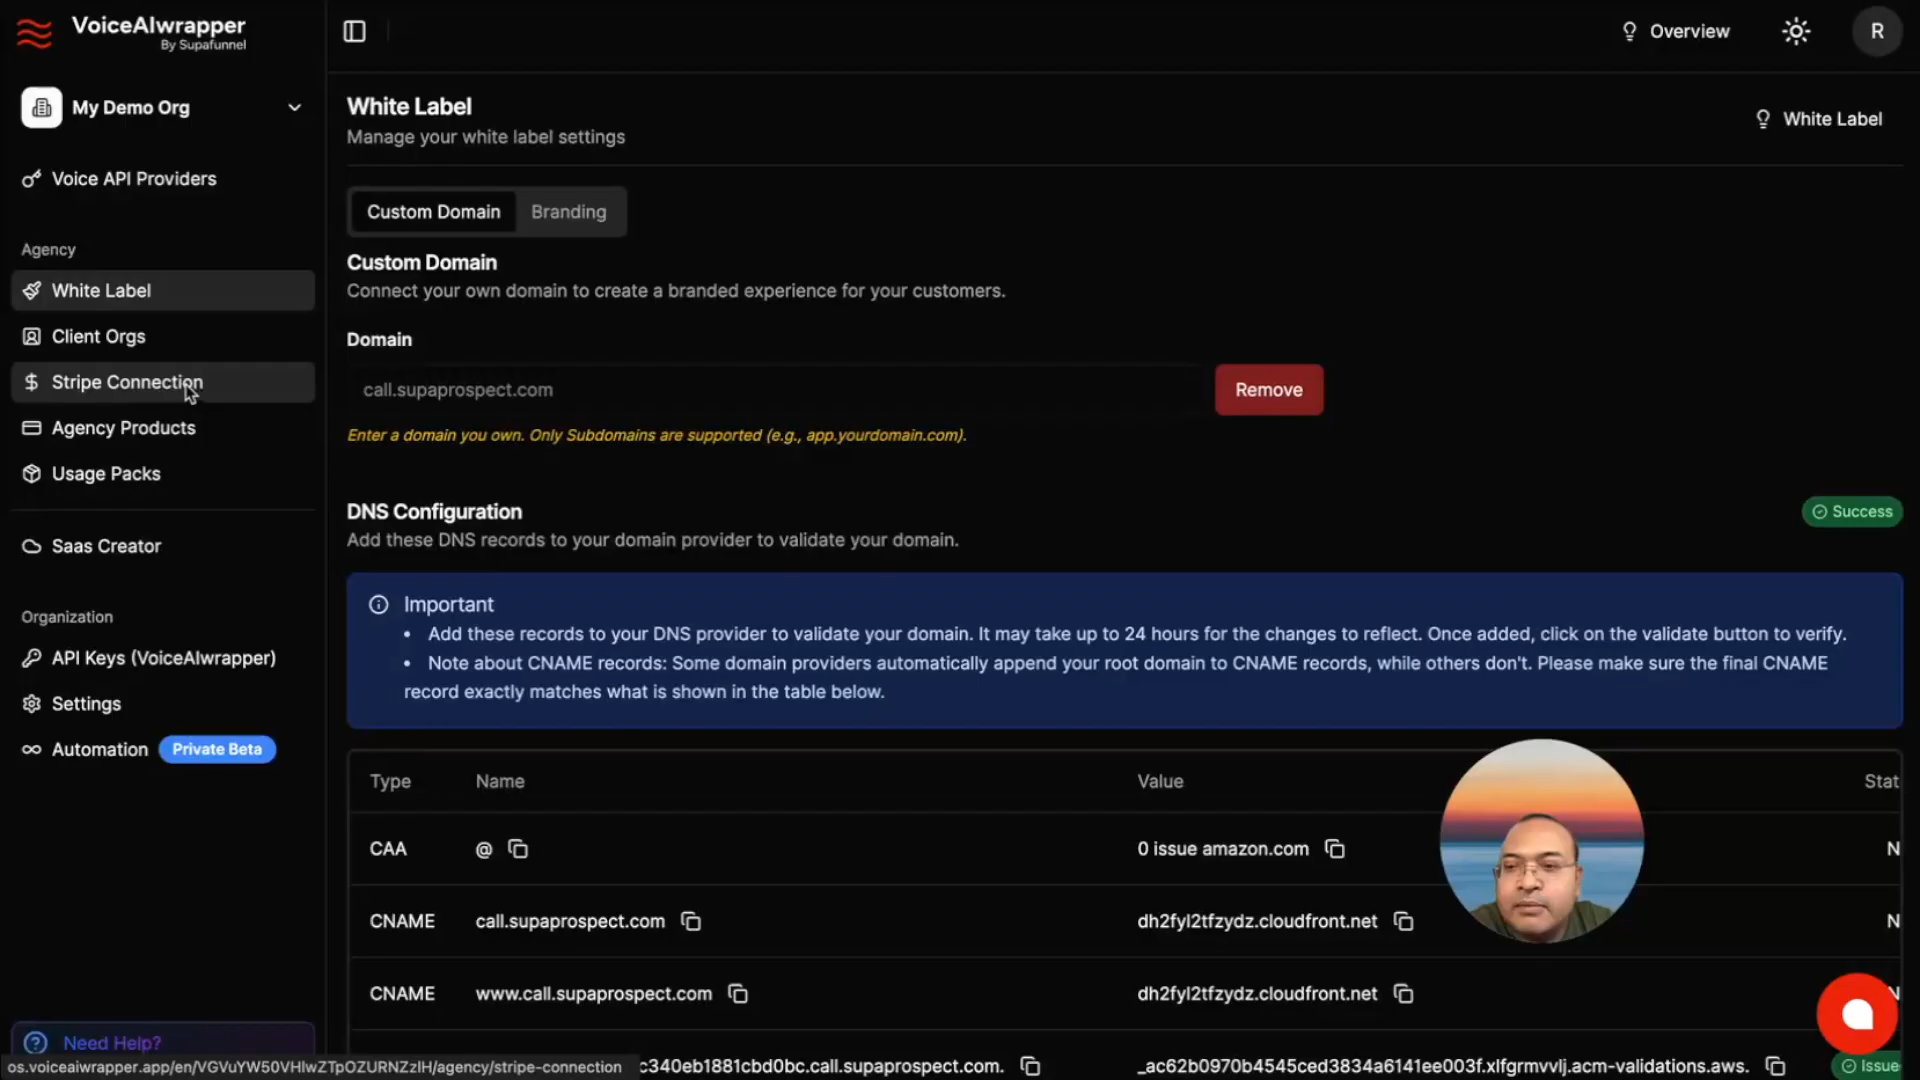 VoiceAIwrapper
By Supafunnel
Overview
R
My Demo Org
White Label
Manage your white label settings
White Label
Voice API Providers
Custom Domain
Branding
Agency
White Label
Custom Domain
Connect your own domain to create a branded experience for your customers.
Client Orgs
Domain
Stripe Connection
call.supaprospect.com
Remove
Agency Products
Enter a domain you own. Only Subdomains are supported (e.g., app.yourdomain.com).
Usage Packs
DNS Configuration
Success
Add these DNS records to your domain provider to validate your domain.
Saas Creator
Important
• Add these records to your DNS provider to validate your domain. It may take up to 24 hours for the changes to reflect. Once added, click on the validate button to verify.
• Note about CNAME records: Some domain providers automatically append your root domain to CNAME records, while others don't. Please make sure the final CNAME
record exactly matches what is shown in the table below.
Organization
API Keys (VoiceAIwrapper)
Settings
Automation
Private Beta
Type
Name
Value
Stat
CAA
@
0 issue amazon.com
N
CNAME
call.supaprospect.com
dh2fyl2tfzydz.cloudfront.net
N
CNAME
www.call.supaprospect.com
dh2fyl2tfzydz.cloudfront.net
N
Need Help?
os.voiceaiwrapper.app/en/VGVuYW50VHlwZTpOZURNZzlH/agency/stripe-connection
c340eb1881cbd0bc.call.supaprospect.com.
_ac62b0970b4545ced3834a6141ee003f.xlfgrmvvlj.acm-validations.aws.
Issue